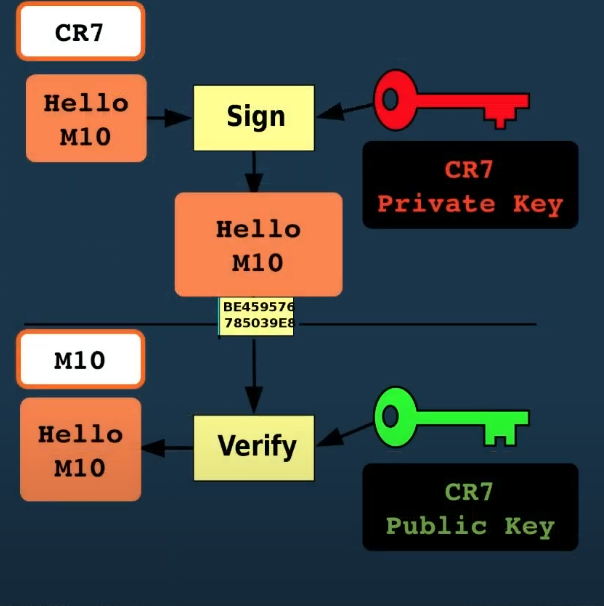 CR7
Hello
M10
Sign
CR7
Private Key
Hello
M10
BE459576
785039E8
M10
Hello
M10
Verify
CR7
Public Key